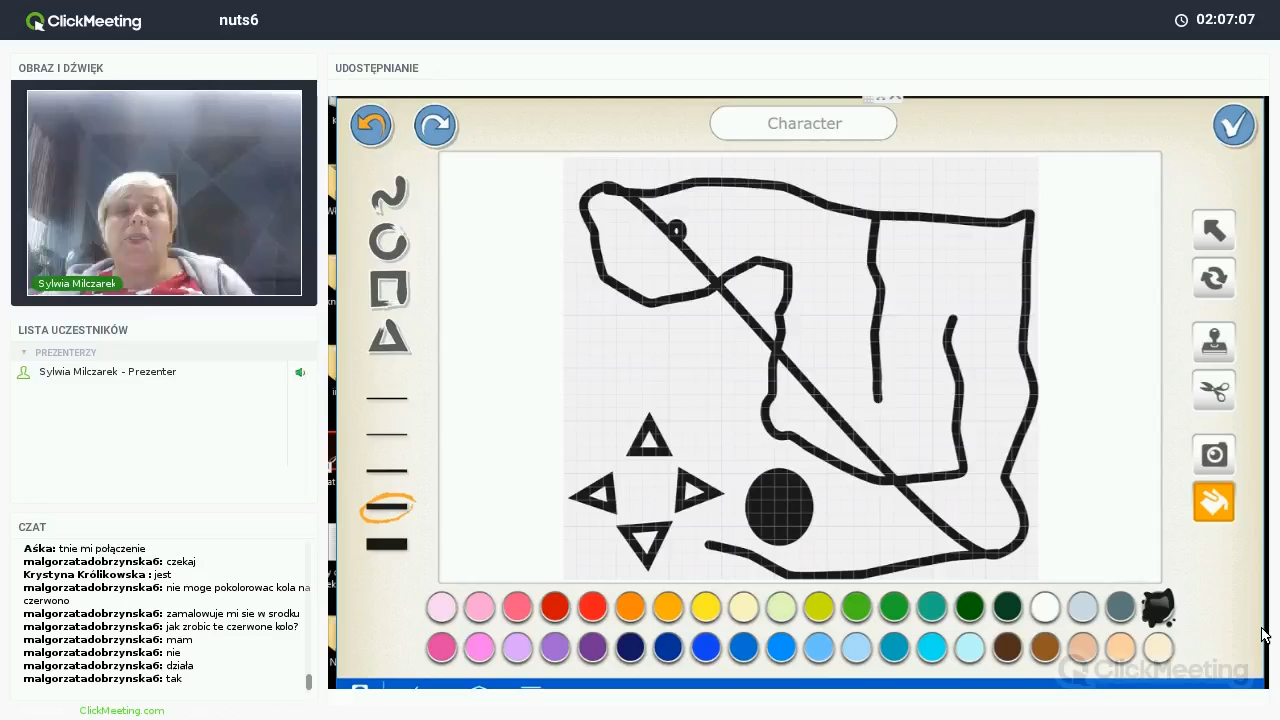 ClickMeeting
nuts6
02:07:07
OBRAZ I DŹWIĘK
UDOSTĘPNIANIE
Character
Sylwia Milczarek
LISTA UCZESTNIKÓW
PREZENTERZY
Sylwia Milczarek - Prezenter
CZAT
Aśka: tnie mi połączenie
malgorzatadobrzynska6: czekaj
Krystyna Królikowska : jest
malgorzatadobrzynska6: nie moge pokolorowac kola na
czerwono
malgorzatadobrzynska6: zamalowuje mi sie w srodku
malgorzatadobrzynska6: jak zrobic te czerwone kolo?
malgorzatadobrzynska6: mam
malgorzatadobrzynska6: nie
malgorzatadobrzynska6: działa
malgorzatadobrzynska6: tak
ClickMeeting.com
ClickMeeting